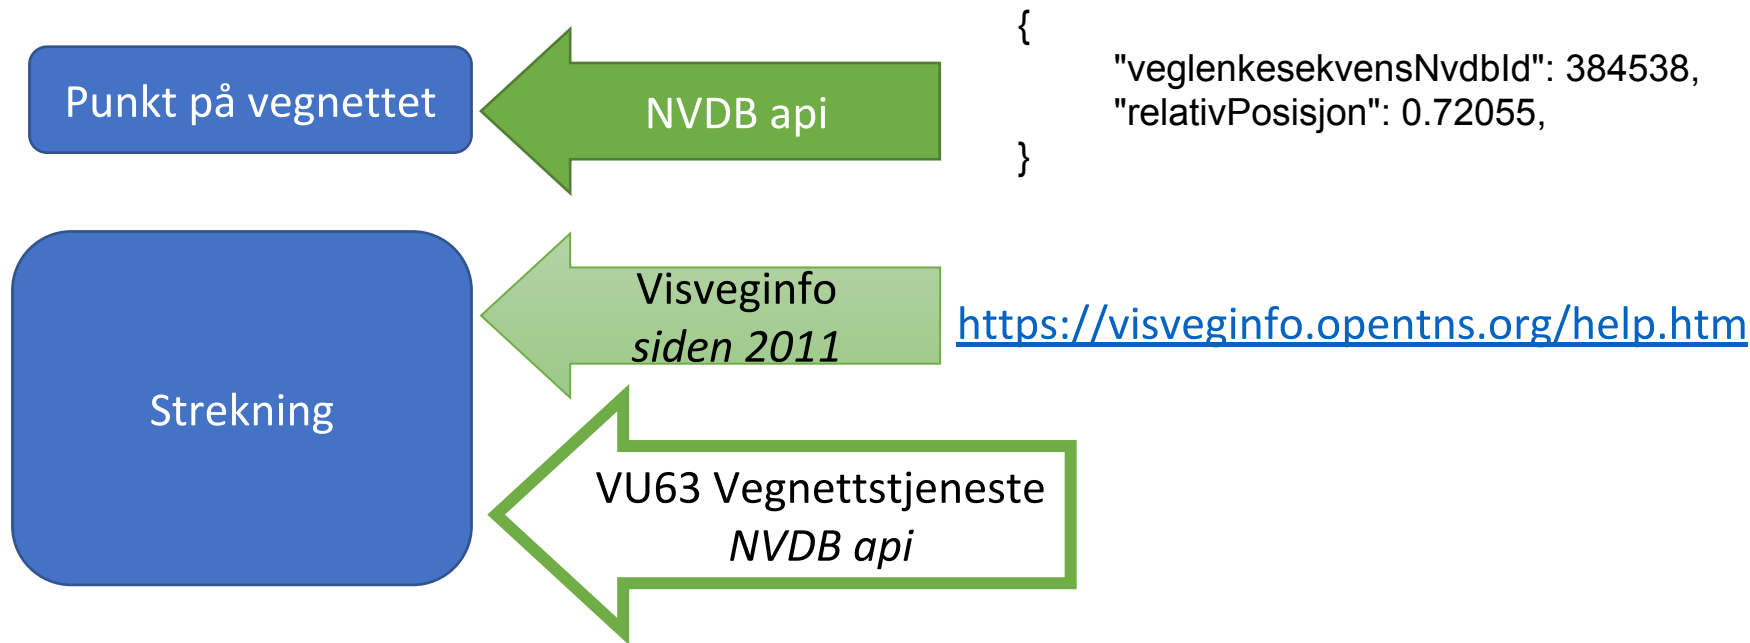 Punkt på vegnettet
NVDB api
{
"veglenkesekvensNvdbId": 384538,
"relativPosisjon": 0.72055,
}
Strekning
Visveginfo
siden 2011
https://visveginfo.opentns.org/help.htm
VU63 Vegnettstjeneste
NVDB api